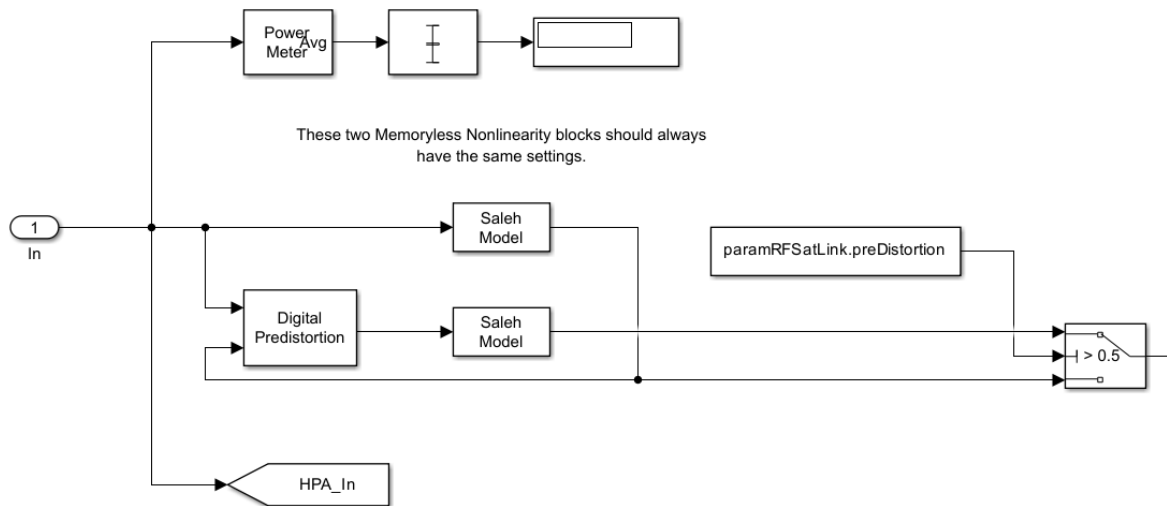 Power
Meter
Avg
These two Memoryless Nonlinearity blocks should always
have the same settings.
1
In
Saleh
Model
paramRFSatLink.preDistortion
Digital
Predistortion
Saleh
Model
> 0.5
HPA_In